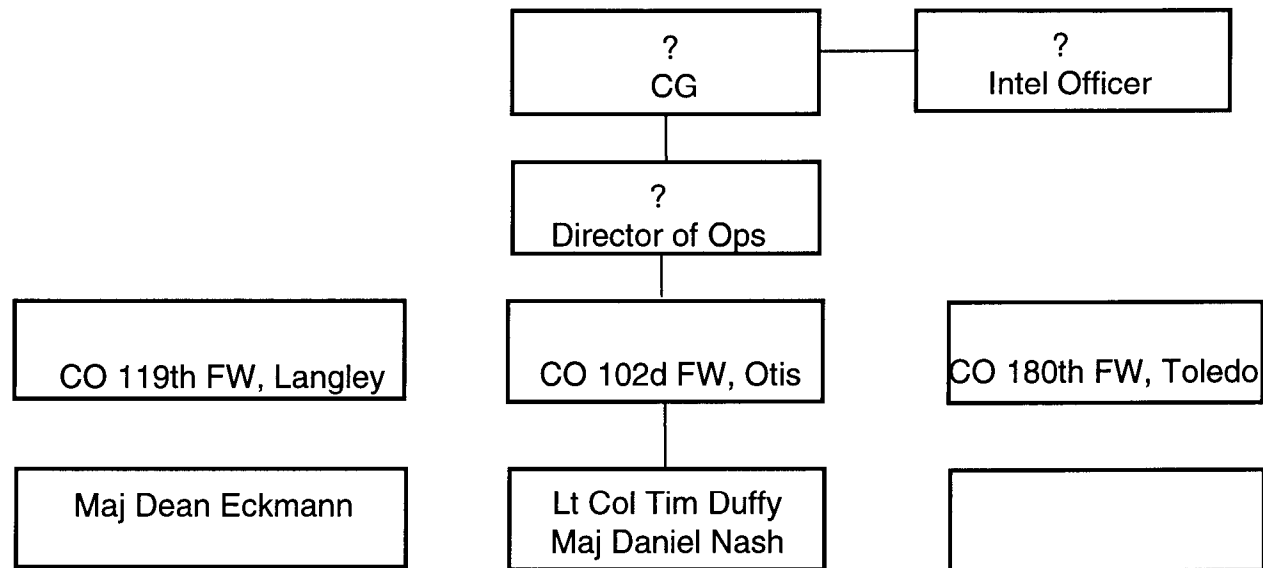 ?
CG
?
Intel Officer
?
Director of Ops
CO 119th FW, Langley
CO 102d FW, Otis
CO 180th FW, Toledo
Maj Dean Eckmann
Lt Col Tim Duffy
Maj Daniel Nash